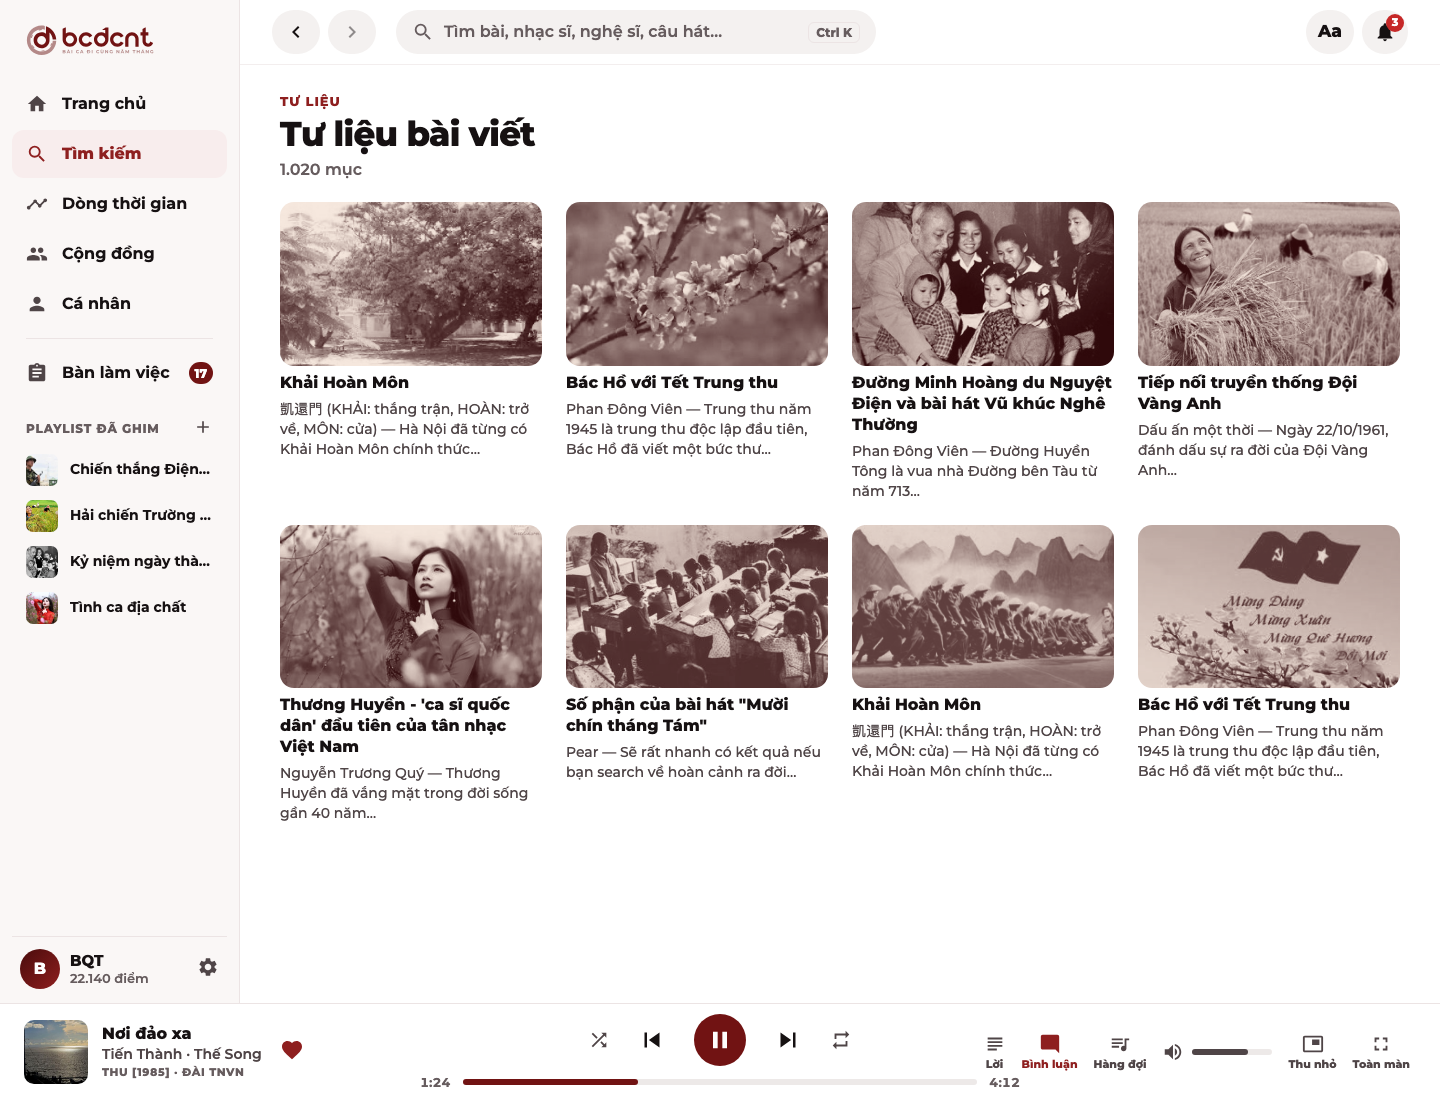 bcdcnt
BÀI CA ĐI CÙNG NĂM THÁNG
Tìm bài, nhạc sĩ, nghệ sĩ, câu hát...
Ctrl K
Aa
3
Trang chủ
Tìm kiếm
Dòng thời gian
Cộng đồng
Cá nhân
Bàn làm việc
17
PLAYLIST ĐÃ GHIM
Chiến thắng Điện...
Hải chiến Trường ...
Kỷ niệm ngày thà...
Tình ca địa chất
B
BQT
22.140 điểm
TƯ LIỆU
Tư liệu bài viết
1.020 mục
Khải Hoàn Môn
凱還門 (KHẢI: thắng trận, HOÀN: trở
về, MÔN: cửa) — Hà Nội đã từng có
Khải Hoàn Môn chính thức...
Bác Hồ với Tết Trung thu
Phan Đông Viên — Trung thu năm
1945 là trung thu độc lập đầu tiên,
Bác Hồ đã viết một bức thư...
Đường Minh Hoàng du Nguyệt
Điện và bài hát Vũ khúc Nghê
Thường
Phan Đông Viên — Đường Huyền
Tông là vua nhà Đường bên Tàu từ
năm 713...
Tiếp nối truyền thống Đội
Vàng Anh
Dấu ấn một thời — Ngày 22/10/1961,
đánh dấu sự ra đời của Đội Vàng
Anh...
Thương Huyền - 'ca sĩ quốc
dân' đầu tiên của tân nhạc
Việt Nam
Nguyễn Trương Quý — Thương
Huyền đã vắng mặt trong đời sống
gần 40 năm...
Số phận của bài hát "Mười
chín tháng Tám"
Pear — Sẽ rất nhanh có kết quả nếu
bạn search về hoàn cảnh ra đời...
Khải Hoàn Môn
凱還門 (KHẢI: thắng trận, HOÀN: trở
về, MÔN: cửa) — Hà Nội đã từng có
Khải Hoàn Môn chính thức...
Mừng Đảng
Mừng Xuân
Mừng Quê Hương
Đổi Mới
Bác Hồ với Tết Trung thu
Phan Đông Viên — Trung thu năm
1945 là trung thu độc lập đầu tiên,
Bác Hồ đã viết một bức thư...
Nơi đảo xa
Tiến Thành · Thế Song
THU [1985] · ĐÀI TNVN
1:24
4:12
Lời
Bình luận
Hàng đợi
Thu nhỏ
Toàn màn